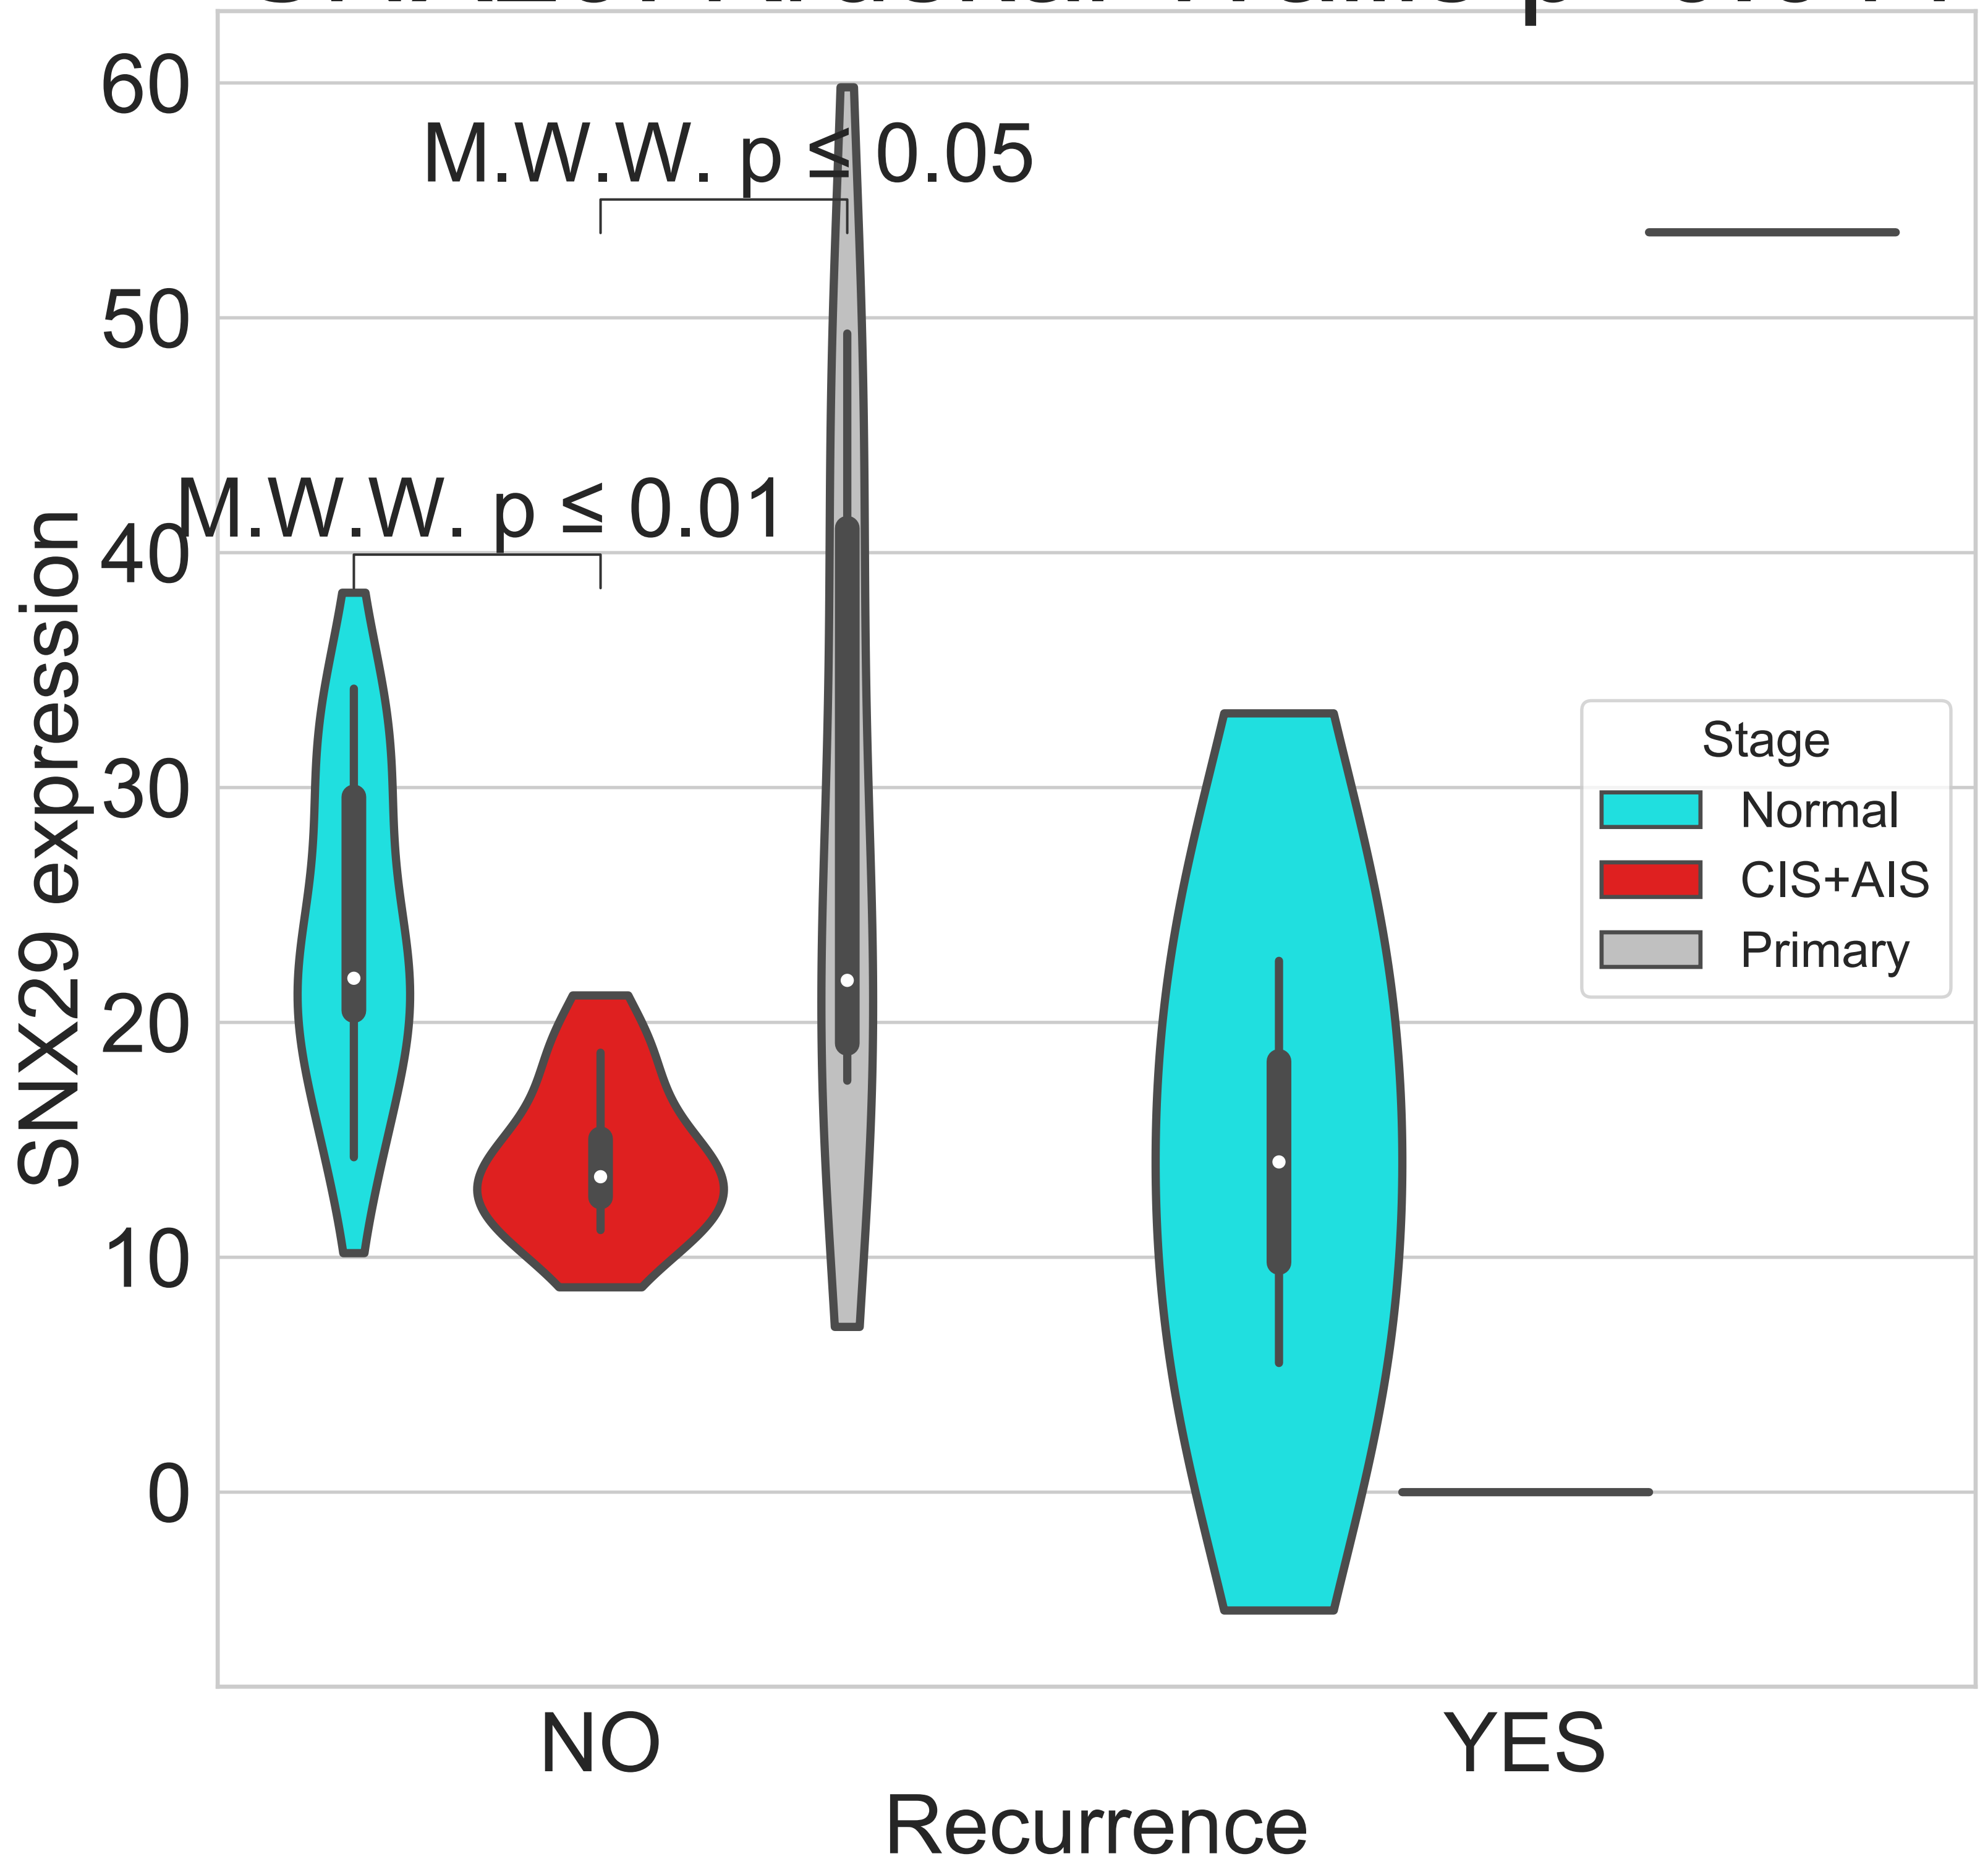 60
M.W.W. p ≤ 0.05
50
M.W.W. p ≤ 0.01
40
SNX29 expression
30
Stage
Normal
CIS+AIS
Primary
20
10
0
NO
YES
Recurrence